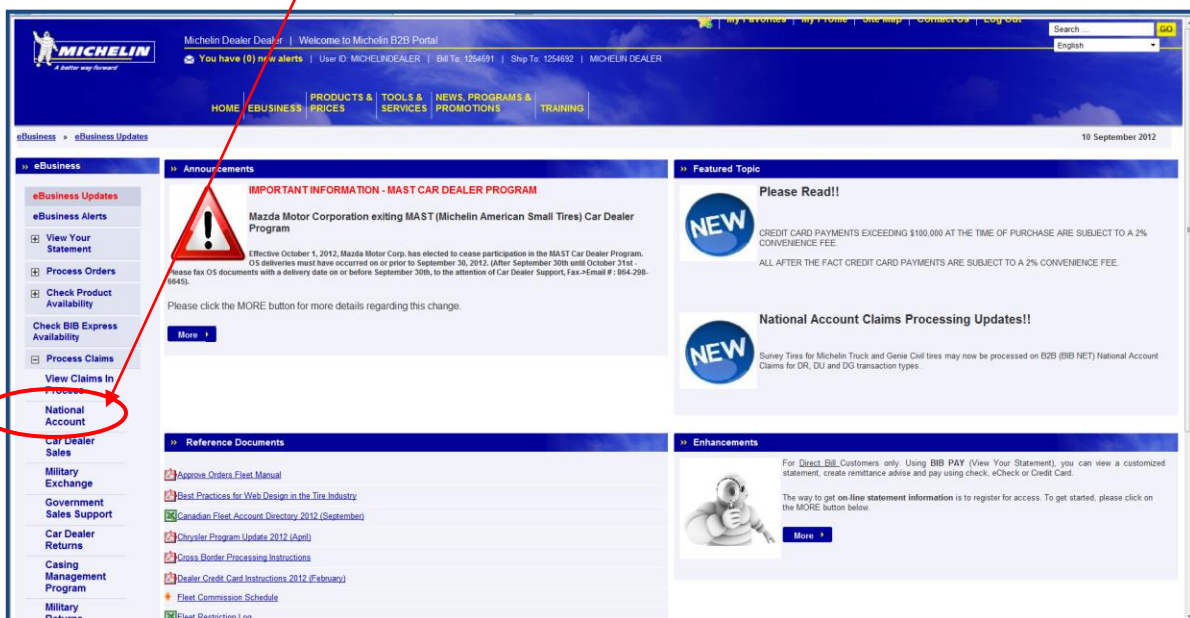 My Favorites | My Profile | Site Map | Contact Us | Log Out
Search ...
GO
English
MICHELIN
A better way forward
Michelin Dealer Dealer | Welcome to Michelin B2B Portal
You have (0) new alerts | User ID: MICHELINDEALER | Bill To: 1254691 | Ship To: 1254692 | MICHELIN DEALER
HOME
EBUSINESS
PRODUCTS &
PRICES
TOOLS &
SERVICES
NEWS, PROGRAMS &
PROMOTIONS
TRAINING
eBusiness » eBusiness Updates
10 September 2012
» eBusiness
eBusiness Updates
eBusiness Alerts
View Your
Statement
Process Orders
Check Product
Availability
Check BIB Express
Availability
Process Claims
View Claims In
Process
National
Account
Car Dealer
Sales
Military
Exchange
Government
Sales Support
Car Dealer
Returns
Casing
Management
Program
Military
Returns
» Announcements
IMPORTANT INFORMATION - MAST CAR DEALER PROGRAM
Mazda Motor Corporation exiting MAST (Michelin American Small Tires) Car Dealer
Program
Effective October 1, 2012, Mazda Motor Corp. has elected to cease participation in the MAST Car Dealer Program.
OS deliveries must have occurred on or prior to September 30, 2012. (After September 30th until October 31st -
Please fax OS documents with a delivery date on or before September 30th, to the attention of Car Dealer Support, Fax->Email # : 864-298-
6645).
Please click the MORE button for more details regarding this change.
More
» Featured Topic
NEW
Please Read!!
CREDIT CARD PAYMENTS EXCEEDING $100,000 AT THE TIME OF PURCHASE ARE SUBJECT TO A 2%
CONVENIENCE FEE.
ALL AFTER THE FACT CREDIT CARD PAYMENTS ARE SUBJECT TO A 2% CONVENIENCE FEE.
NEW
National Account Claims Processing Updates!!
Survey Tires for Michelin Truck and Genie Civil tires may now be processed on B2B (BIB NET) National Account
Claims for DR, DU and DG transaction types.
» Reference Documents
Approve Orders Fleet Manual
Best Practices for Web Design in the Tire Industry
Canadian Fleet Account Directory 2012 (September)
Chrysler Program Update 2012 (April)
Cross Border Processing Instructions
Dealer Credit Card Instructions 2012 (February)
Fleet Commission Schedule
Fleet Restriction Log
» Enhancements
For Direct Bill Customers only. Using BIB PAY (View Your Statement), you can view a customized
statement, create remittance advise and pay using check, eCheck or Credit Card.
The way to get on-line statement information is to register for access. To get started, please click on
the MORE button below.
More